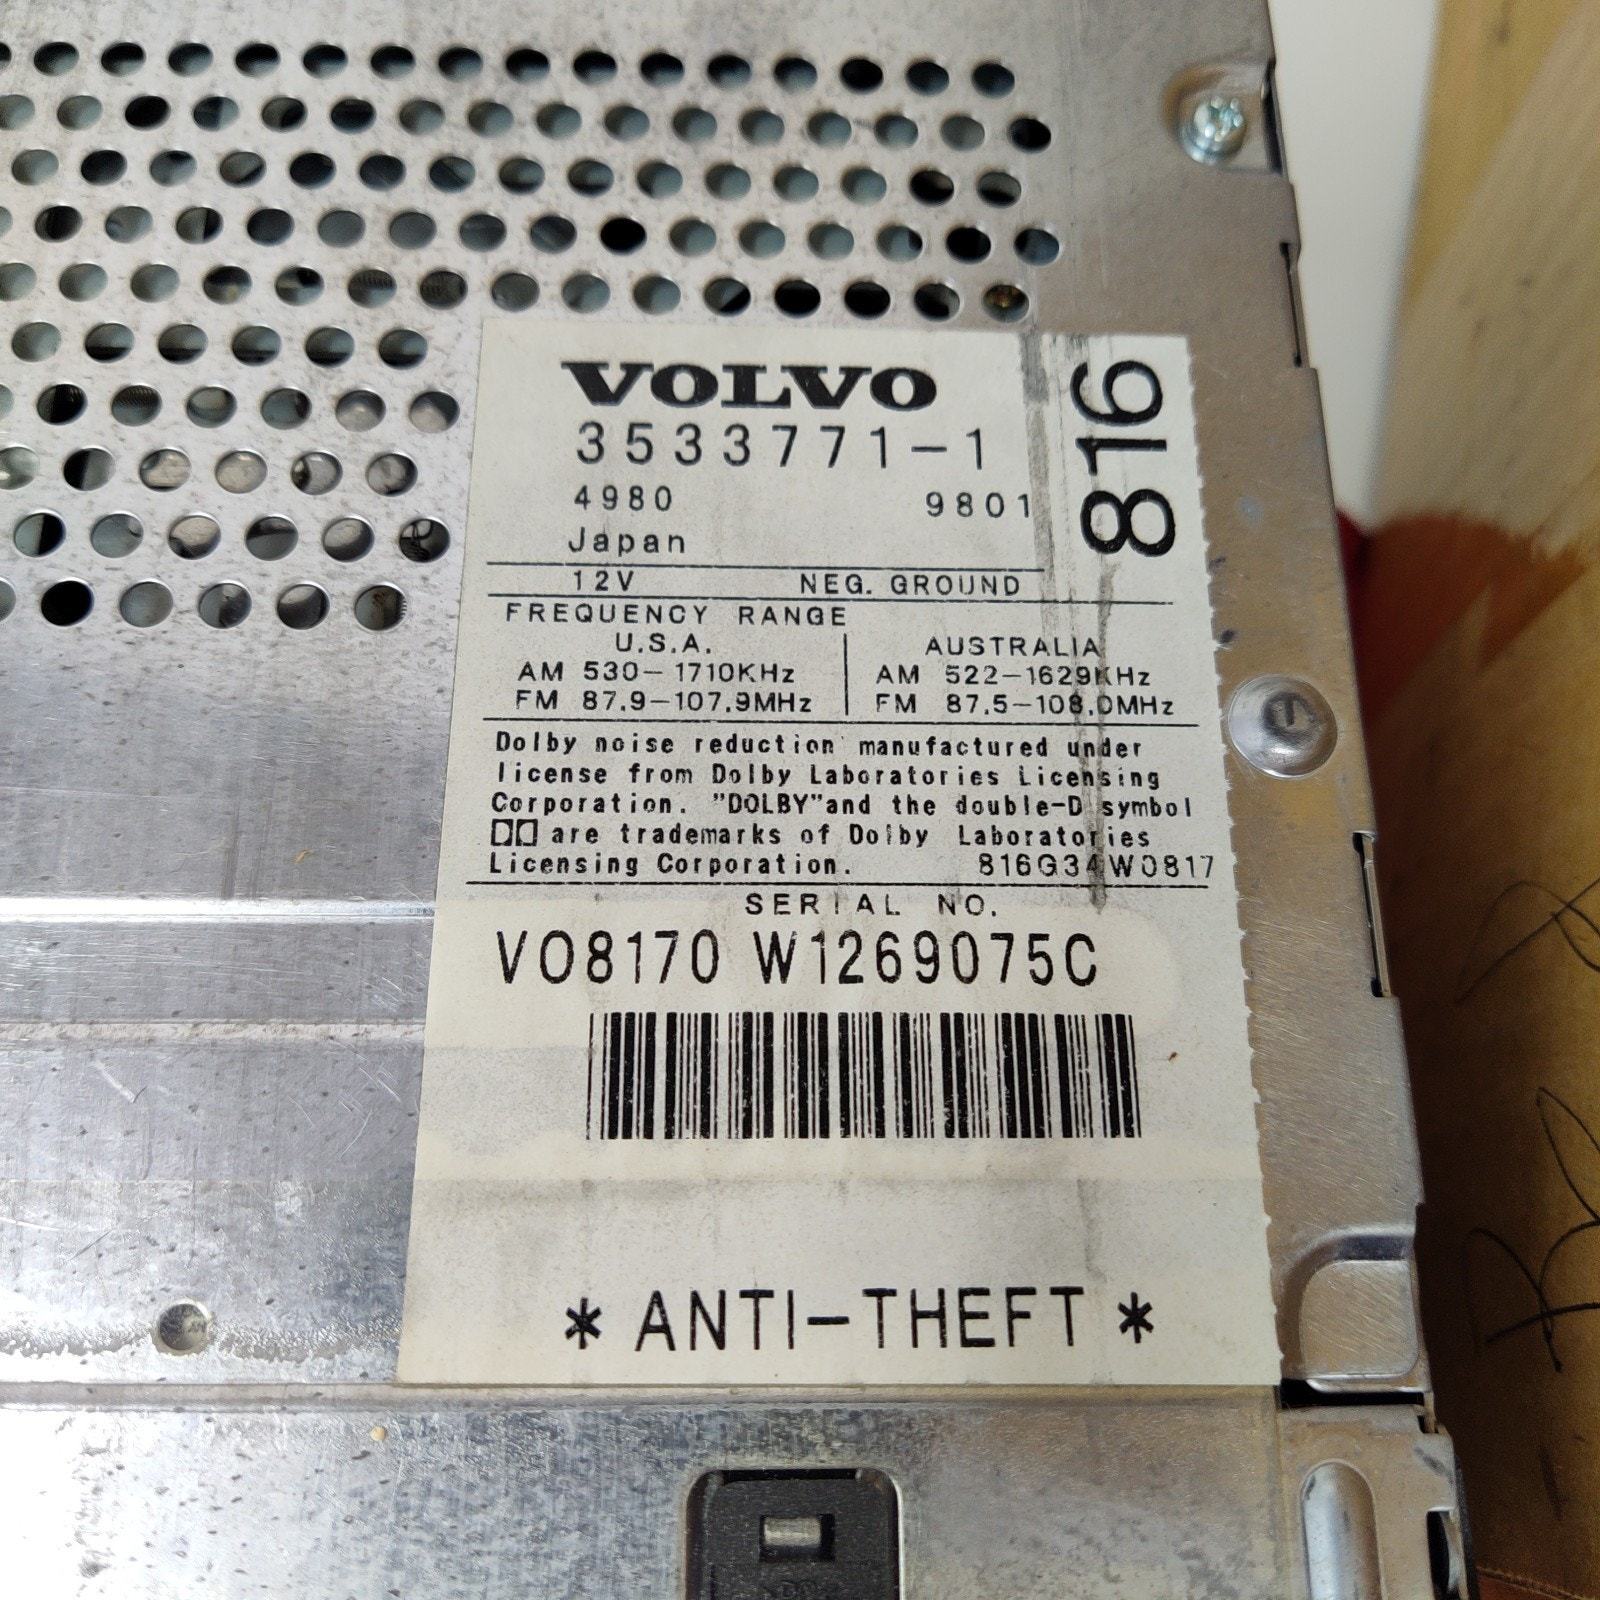 VOLVO
816
3533771-1
4980 9801
Japan
12V NEG. GROUND
FREQUENCY RANGE
U.S.A. AUSTRALIA
AM 530-1710KHz AM 522-1629KHz
FM 87.9-107.9MHz FM 87.5-108.0MHz
Dolby noise reduction manufactured under
license from Dolby Laboratories Licensing
Corporation. "DOLBY"and the double-D symbol
are trademarks of Dolby Laboratories
Licensing Corporation. 816G34W0817
SERIAL NO.
VO8170 W1269075C
* ANTI-THEFT *